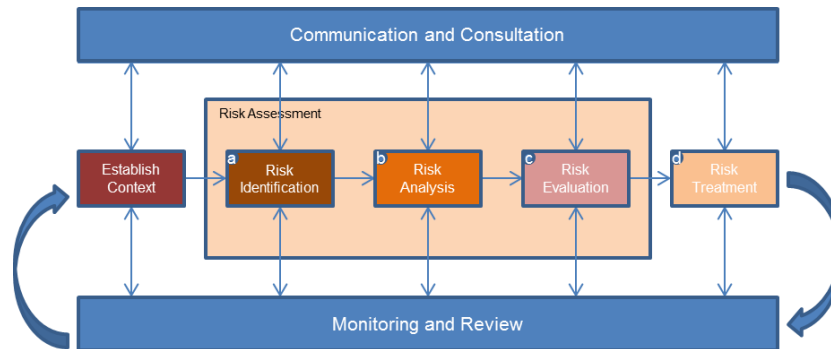 Communication and Consultation
Risk Assessment
Establish
Context
a
Risk
Identification
b
Risk
Analysis
c
Risk
Evaluation
d
Risk
Treatment
Monitoring and Review